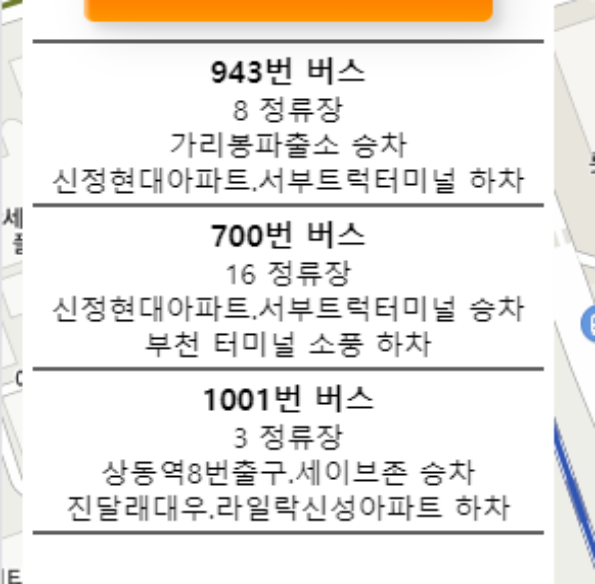 943번 버스
8 정류장
가리봉파출소 승차
신정현대아파트.서부트럭터미널 하차
700번 버스
16 정류장
신정현대아파트.서부트럭터미널 승차
부천 터미널 소풍 하차
1001번 버스
3 정류장
상동역8번출구.세이브존 승차
진달래대우.라일락신성아파트 하차
세